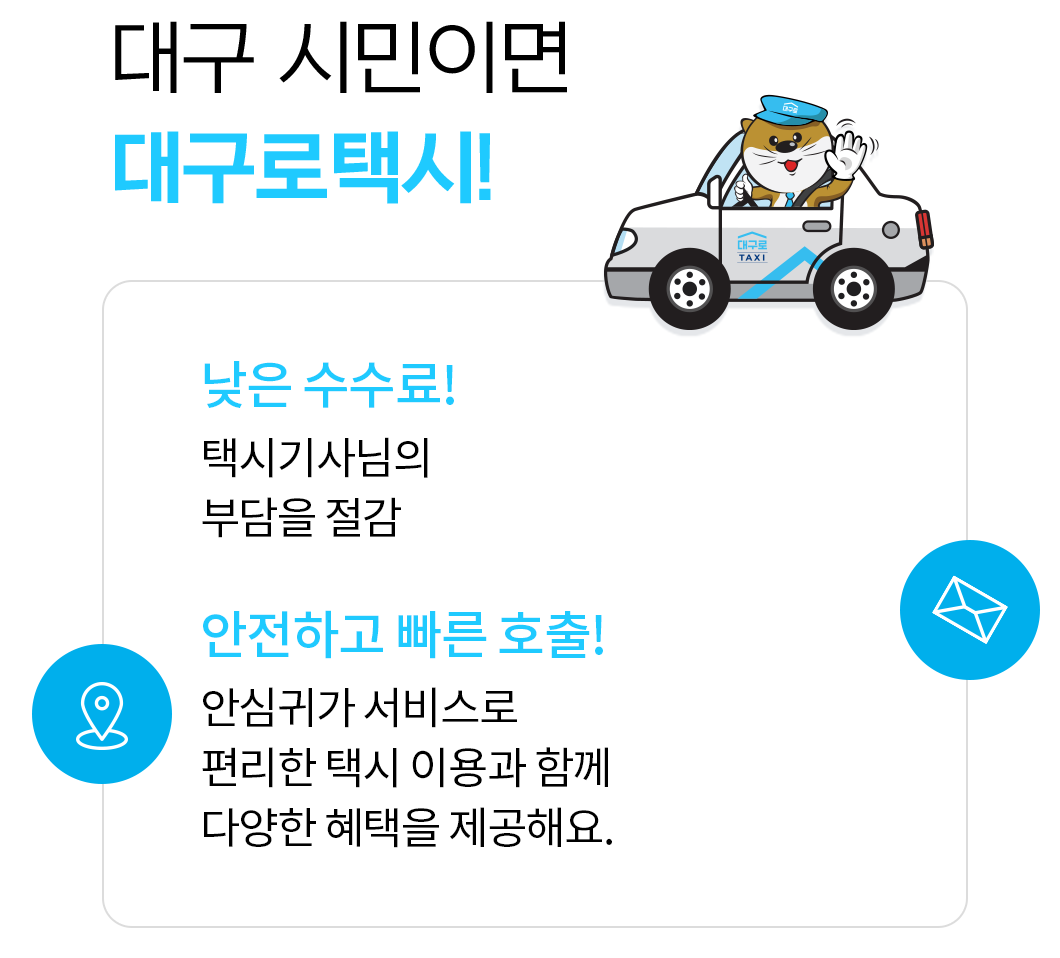 대구 시민이면
대구로택시!
대구로
대구로
TAXI
낮은 수수료!
택시기사님의
부담을 절감
안전하고 빠른 호출!
안심귀가 서비스로
편리한 택시 이용과 함께
다양한 혜택을 제공해요.